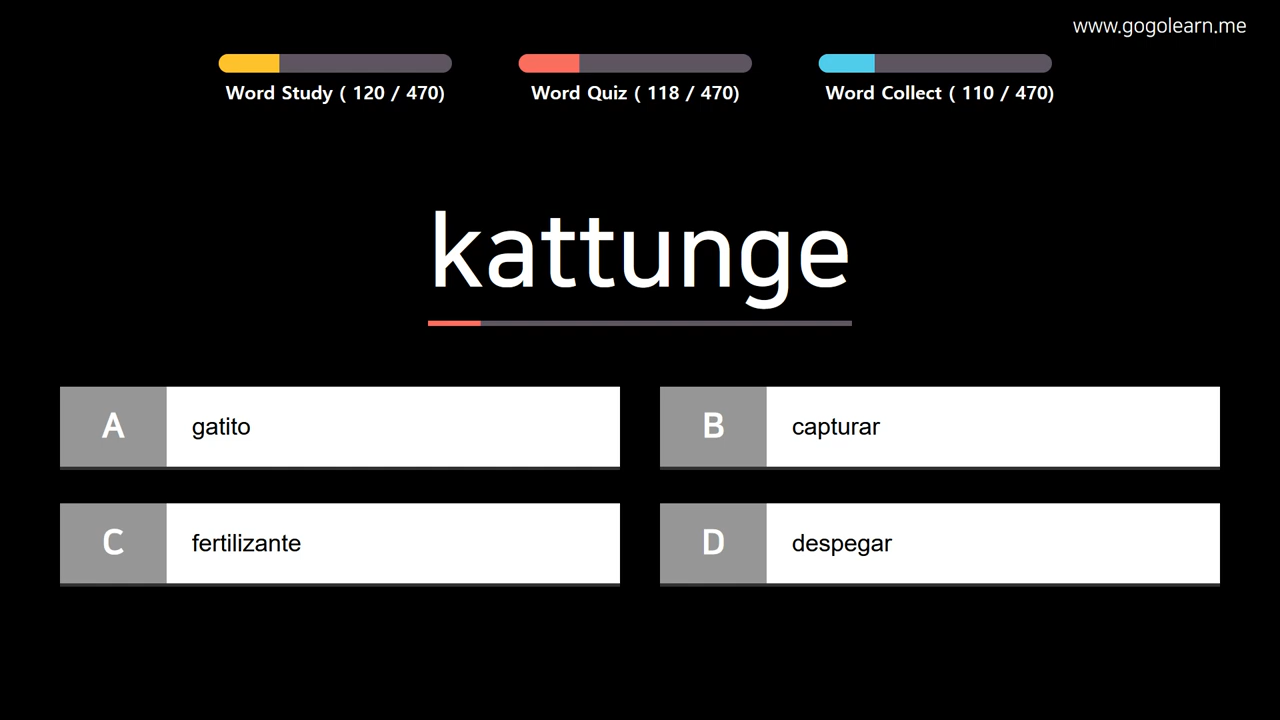 www.gogolearn.me
Word Study ( 120 / 470)
Word Quiz ( 118 / 470)
Word Collect ( 110 / 470)
kattunge
A gatito
B capturar
C fertilizante
D despegar